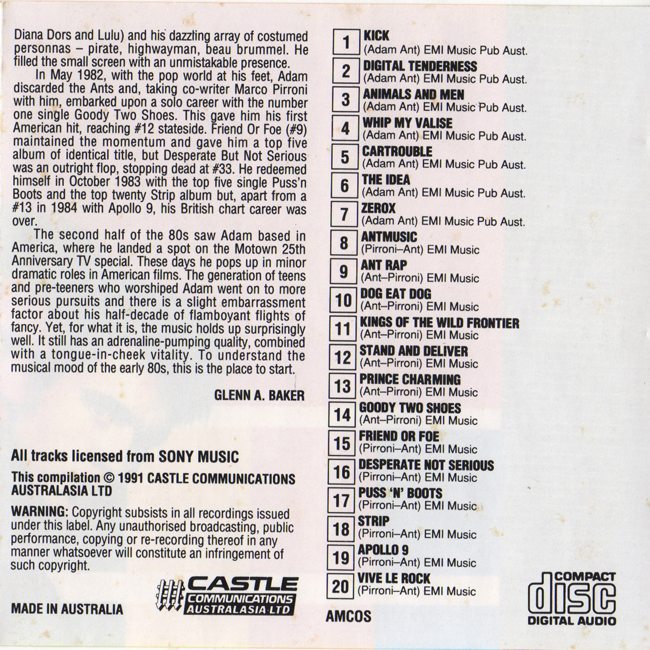 Diana Dors and Lulu) and his dazzling array of costumed
personnas – pirate, highwayman, beau brummel. He
filled the small screen with an unmistakable presence.
In May 1982, with the pop world at his feet, Adam
discarded the Ants and, taking co-writer Marco Pirroni
with him, embarked upon a solo career with the number
one single Goody Two Shoes. This gave him his first
American hit, reaching #12 stateside. Friend Or Foe (#9)
maintained the momentum and gave him a top five
album of identical title, but Desperate But Not Serious
was an outright flop, stopping dead at #33. He redeemed
himself in October 1983 with the top five single Puss'n
Boots and the top twenty Strip album but, apart from a
#13 in 1984 with Apollo 9, his British chart career was
over.
The second half of the 80s saw Adam based in
America, where he landed a spot on the Motown 25th
Anniversary TV special. These days he pops up in minor
dramatic roles in American films. The generation of teens
and pre-teeners who worshiped Adam went on to more
serious pursuits and there is a slight embarrassment
factor about his half-decade of flamboyant flights of
fancy. Yet, for what it is, the music holds up surprisingly
well. It still has an adrenaline-pumping quality, combined
with a tongue-in-cheek vitality. To understand the
musical mood of the early 80s, this is the place to start.
GLENN A. BAKER
All tracks licensed from SONY MUSIC
This compilation © 1991 CASTLE COMMUNICATIONS
AUSTRALASIA LTD
WARNING: Copyright subsists in all recordings issued
under this label. Any unauthorised broadcasting, public
performance, copying or re-recording thereof in any
manner whatsoever will constitute an infringement of
such copyright.
MADE IN AUSTRALIA
CASTLE
COMMUNICATIONS
AUSTRALASIA LTD
1 KICK
(Adam Ant) EMI Music Pub Aust.
2 DIGITAL TENDERNESS
(Adam Ant) EMI Music Pub Aust.
3 ANIMALS AND MEN
(Adam Ant) EMI Music Pub Aust.
4 WHIP MY VALISE
(Adam Ant) EMI Music Pub Aust.
5 CARTROUBLE
(Adam Ant) EMI Music Pub Aust.
6 THE IDEA
(Adam Ant) EMI Music Pub Aust.
7 ZEROX
(Adam Ant) EMI Music Pub Aust.
8 ANTMUSIC
(Pirroni–Ant) EMI Music
9 ANT RAP
(Ant–Pirroni) EMI Music
10 DOG EAT DOG
(Ant–Pirroni) EMI Music
11 KINGS OF THE WILD FRONTIER
(Ant–Pirroni) EMI Music
12 STAND AND DELIVER
(Ant–Pirroni) EMI Music
13 PRINCE CHARMING
(Ant–Pirroni) EMI Music
14 GOODY TWO SHOES
(Ant–Pirroni) EMI Music
15 FRIEND OR FOE
(Pirroni–Ant) EMI Music
16 DESPERATE NOT SERIOUS
(Pirroni–Ant) EMI Music
17 PUSS 'N' BOOTS
(Pirroni–Ant) EMI Music
18 STRIP
(Pirroni–Ant) EMI Music
19 APOLLO 9
(Pirroni–Ant) EMI Music
20 VIVE LE ROCK
(Pirroni–Ant) EMI Music
AMCOS
COMPACT
disc
DIGITAL AUDIO